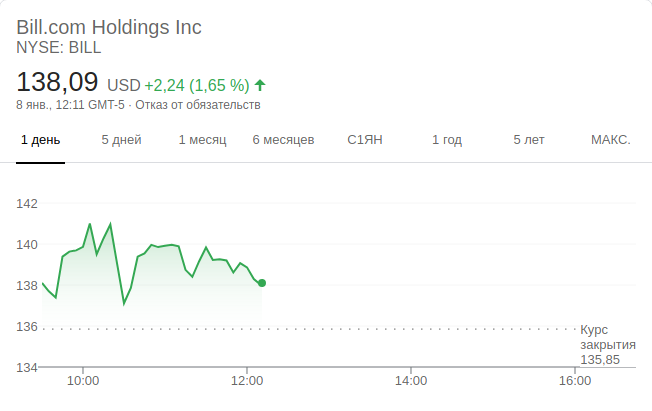 Bill.com Holdings Inc
NYSE: BILL
138,09 USD +2,24 (1,65 %)
8 янв., 12:11 GMT-5 · Отказ от обязательств
1 день 5 дней 1 месяц 6 месяцев С1ЯН 1 год 5 лет МАКС.
142
140
138
136
Курс
закрытия
135,85
134
10:00 12:00 14:00 16:00